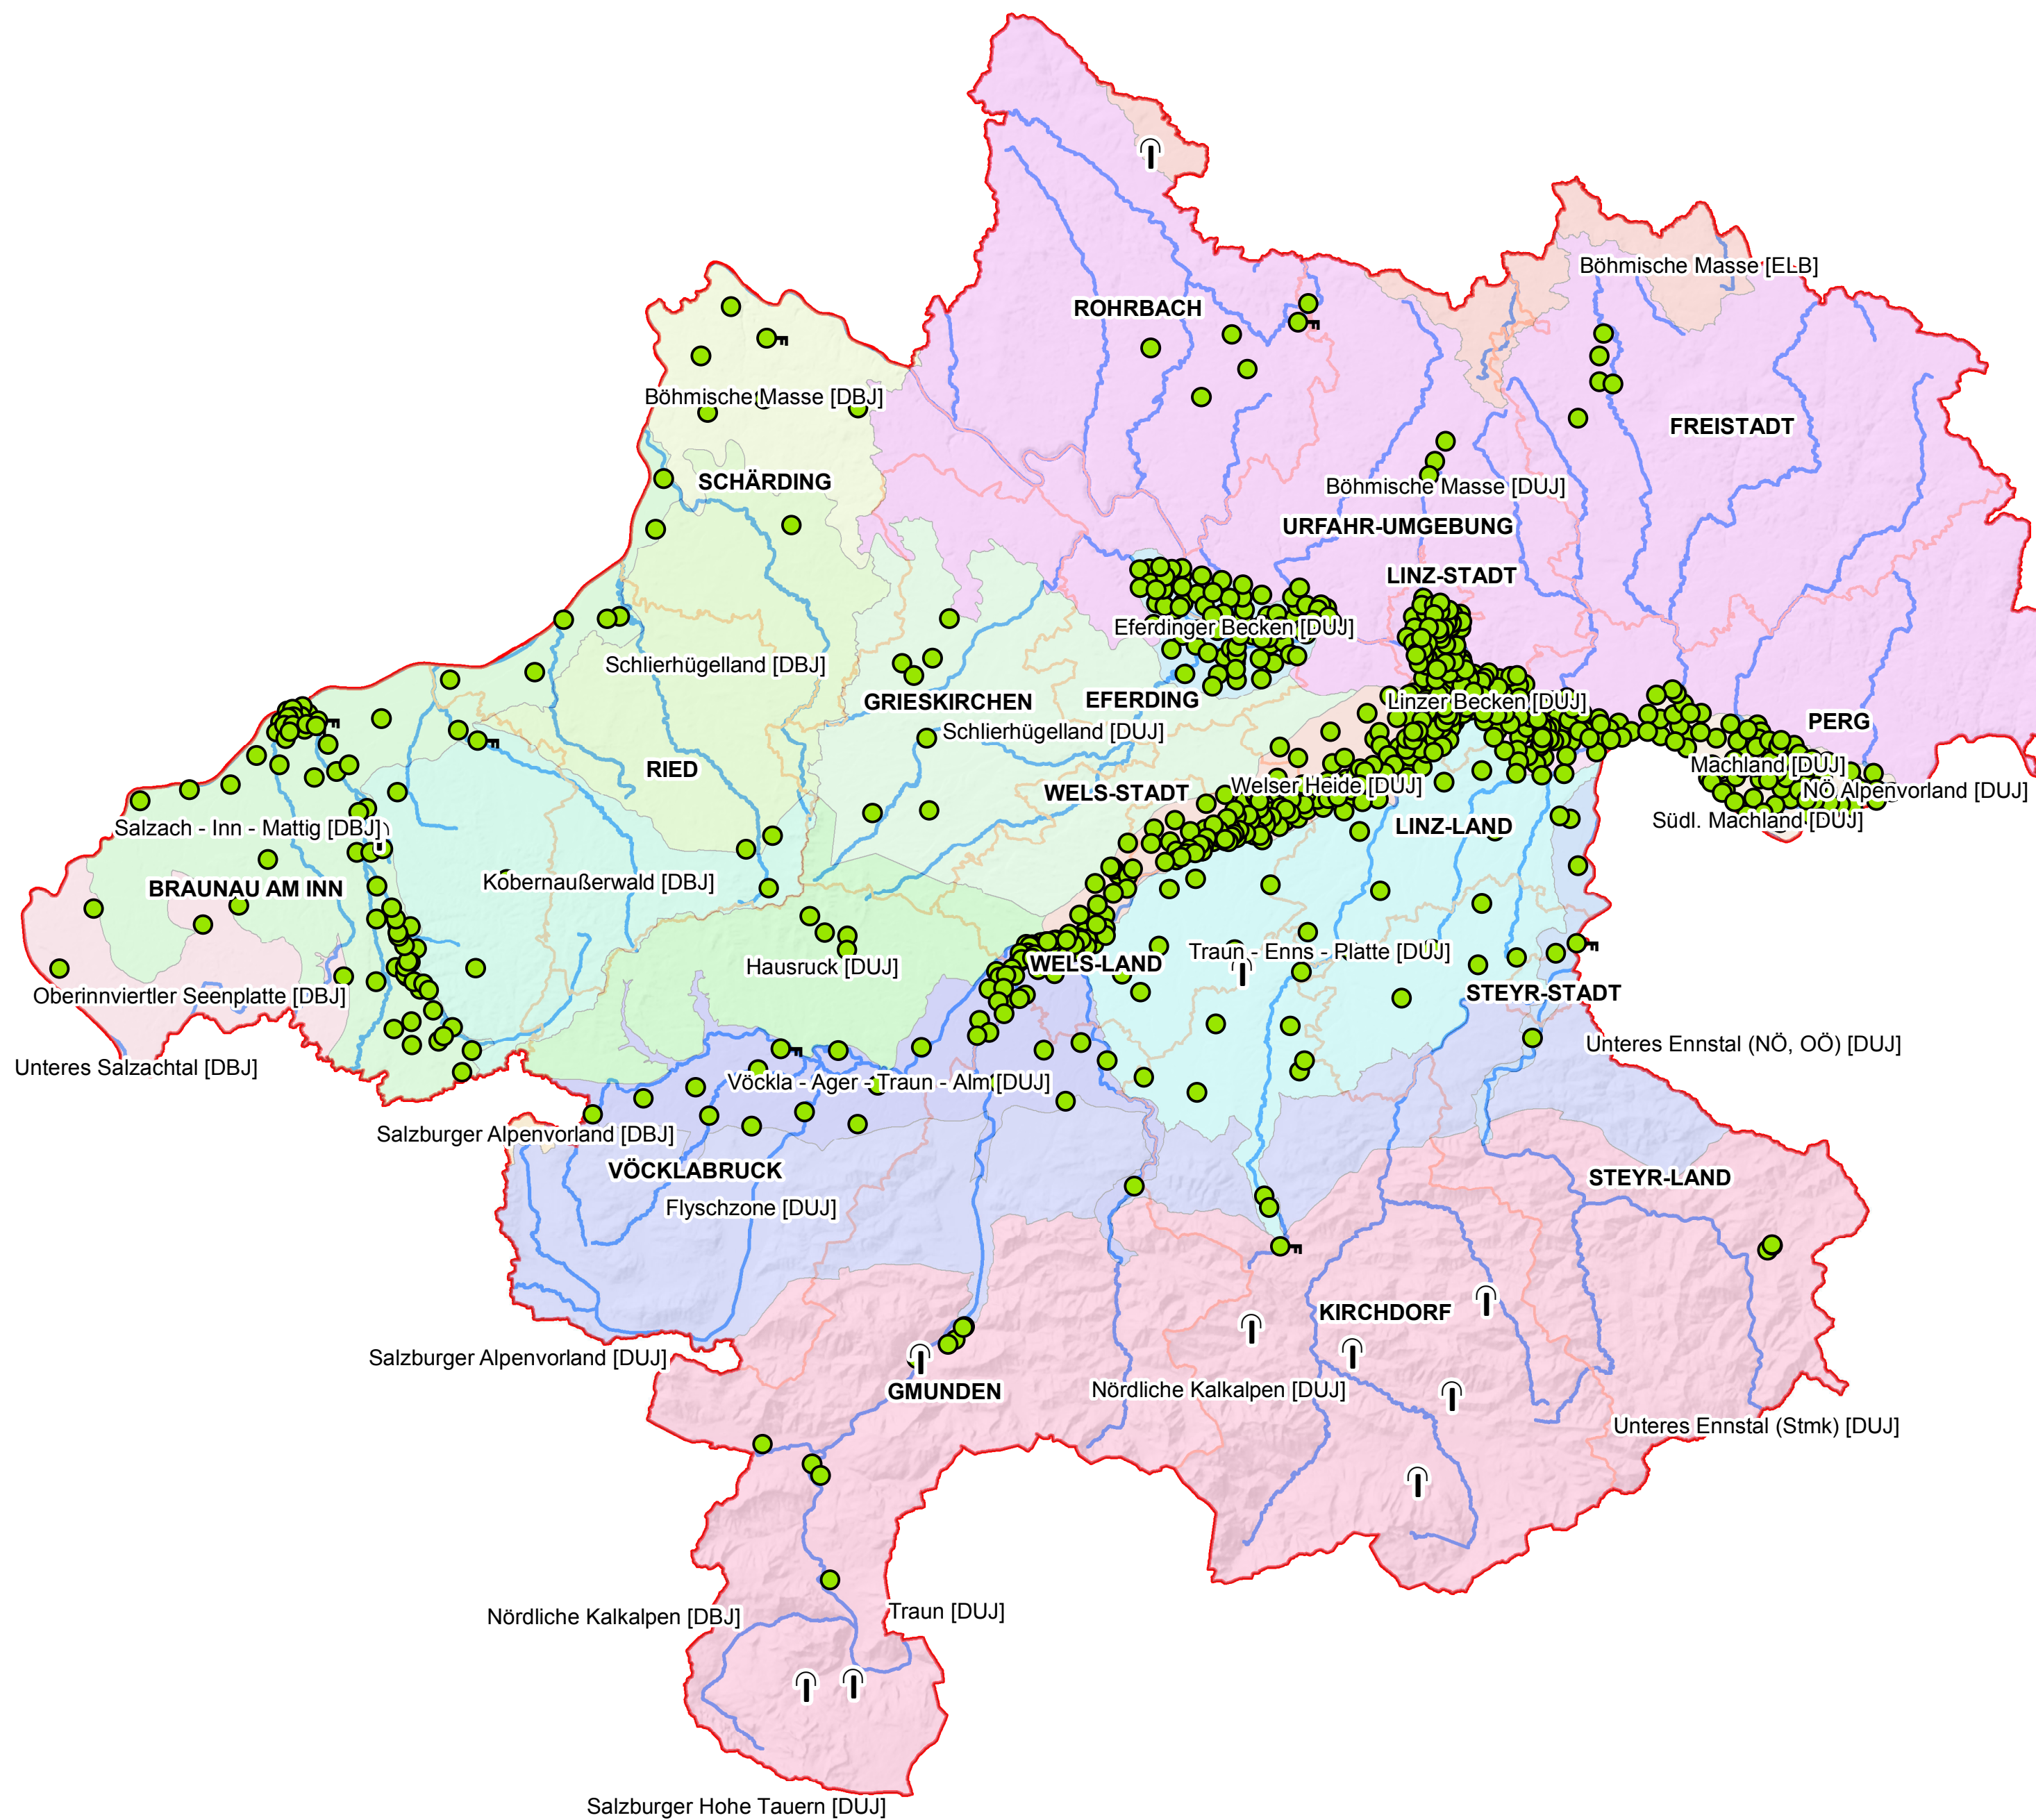 Böhmische Masse [ELB]
ROHRBACH
Böhmische Masse [DBJ]
FREISTADT
SCHÄRDING
Böhmische Masse [DUJ]
URFAHR-UMGEBUNG
LINZ-STADT
Eferdinger Becken [DUJ]
Schlierhügelland [DBJ]
GRIESKIRCHEN
EFERDING
Linzer Becken [DUJ]
PERG
Schlierhügelland [DUJ]
RIED
Machland [DUJ]
WELS-STADT
Welser Heide [DUJ]
NÖ Alpenvorland [DUJ]
Südl. Machland [DUJ]
Salzach - Inn - Mattig [DBJ]
LINZ-LAND
Kobernaußerwald [DBJ]
BRAUNAU AM INN
Traun - Enns - Platte [DUJ]
WELS-LAND
Hausruck [DUJ]
STEYR-STADT
Oberinnviertler Seenplatte [DBJ]
Unteres Ennstal (NÖ, OÖ) [DUJ]
Unteres Salzachtal [DBJ]
Vöckla - Ager - Traun - Alm [DUJ]
Salzburger Alpenvorland [DBJ]
VÖCKLABRUCK
STEYR-LAND
Flyschzone [DUJ]
KIRCHDORF
Salzburger Alpenvorland [DUJ]
GMUNDEN
Nördliche Kalkalpen [DUJ]
Unteres Ennstal (Stmk) [DUJ]
Nördliche Kalkalpen [DBJ]
Traun [DUJ]
Salzburger Hohe Tauern [DUJ]